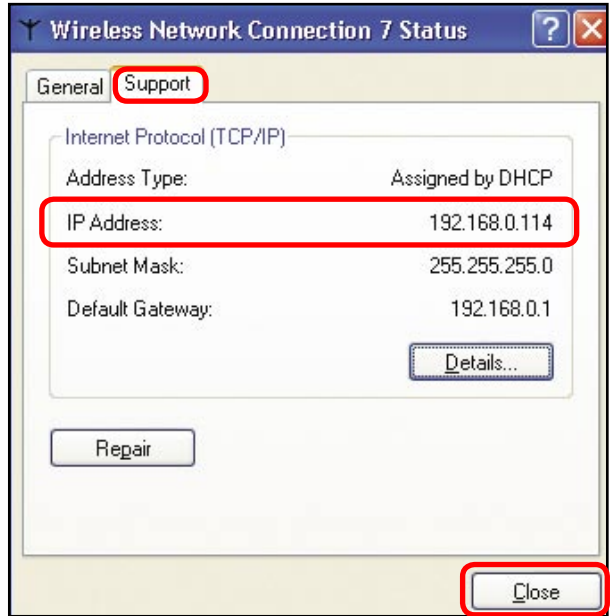 Wireless Network Connection 7 Status
General Support
Internet Protocol (TCP/IP)
Address Type: Assigned by DHCP
IP Address: 192.168.0.114
Subnet Mask: 255.255.255.0
Default Gateway: 192.168.0.1
Details...
Repair
Close